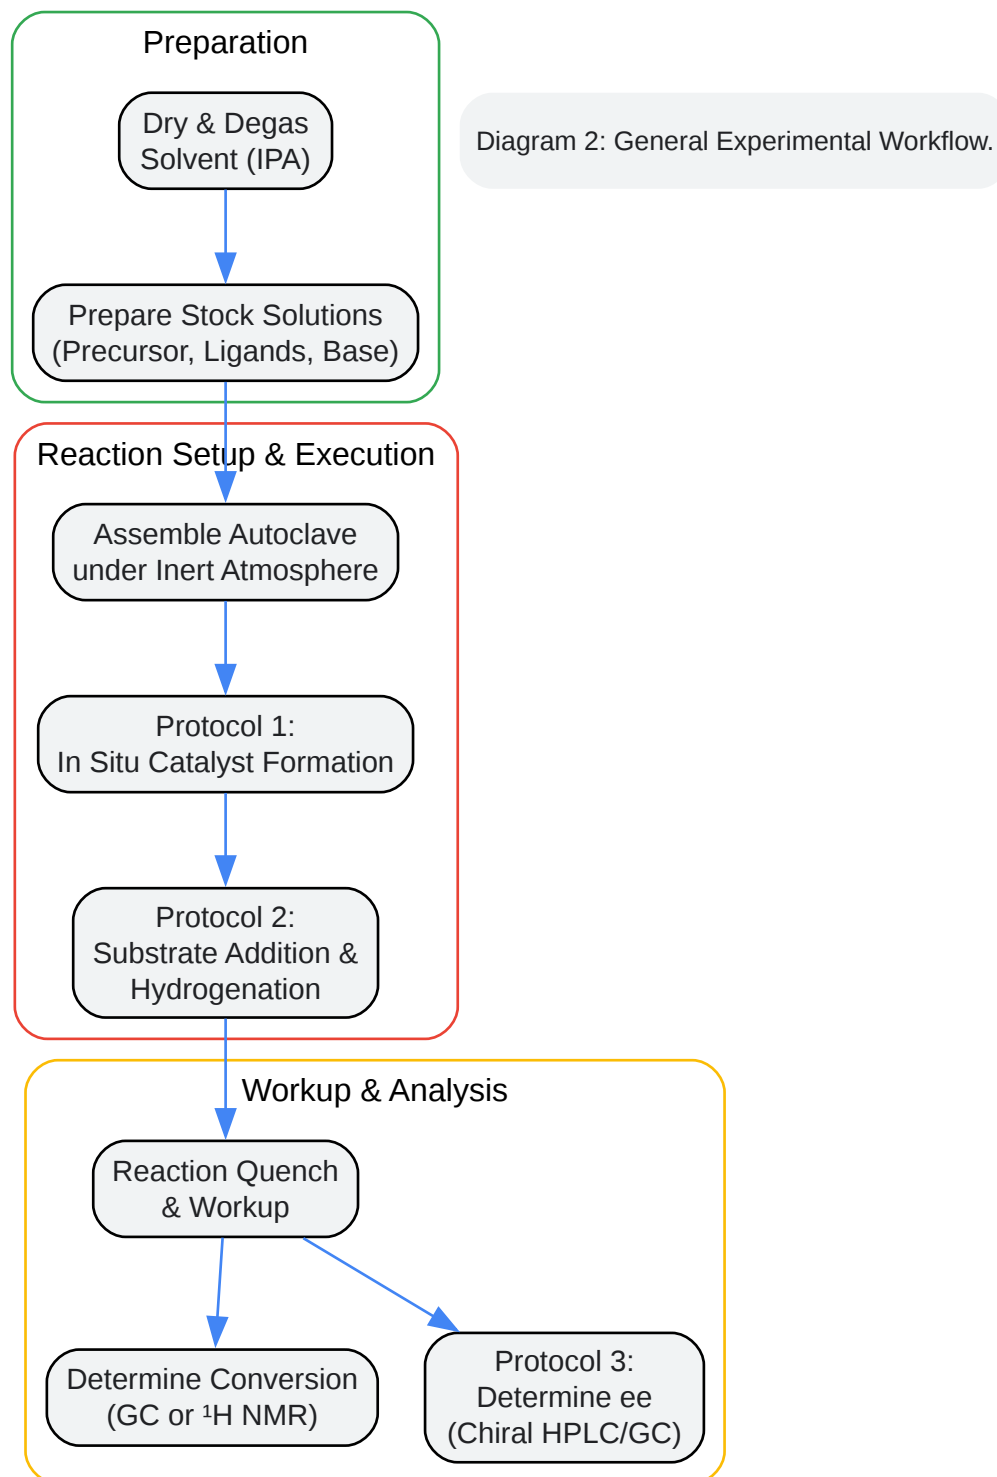 Preparation
Dry & Degas
Solvent (IPA)
Diagram 2: General Experimental Workflow.
Prepare Stock Solutions
(Precursor, Ligands, Base)
Reaction Setup & Execution
Assemble Autoclave
under Inert Atmosphere
Protocol 1:
In Situ Catalyst Formation
Protocol 2:
Substrate Addition &
Hydrogenation
Workup & Analysis
Reaction Quench
& Workup
Determine Conversion
(GC or ¹H NMR)
Protocol 3:
Determine ee
(Chiral HPLC/GC)